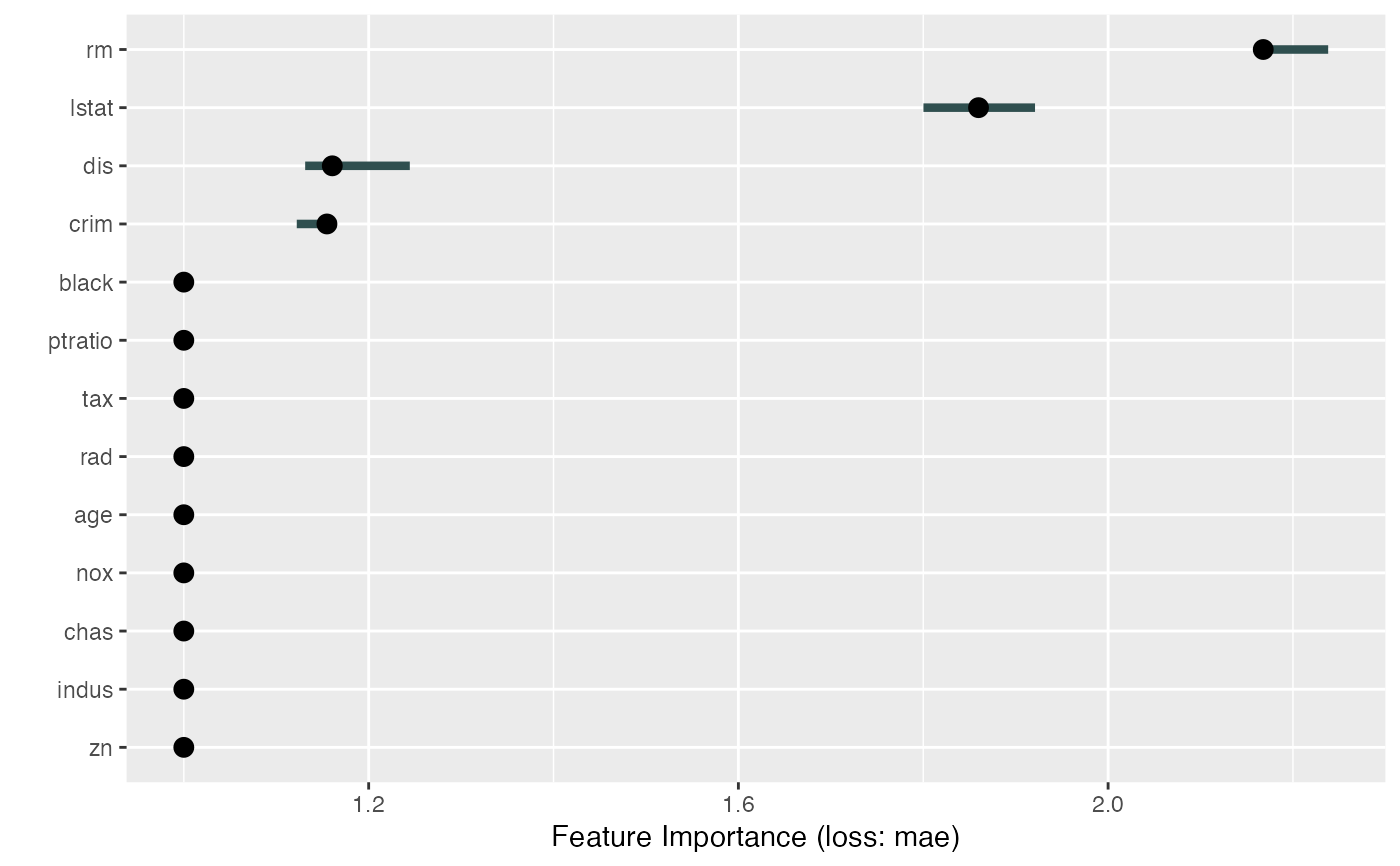 rm
lstat
dis
crim
black
ptratio
tax
rad
age
nox
chas
indus
zn
1.2 1.6 2.0
Feature Importance (loss: mae)